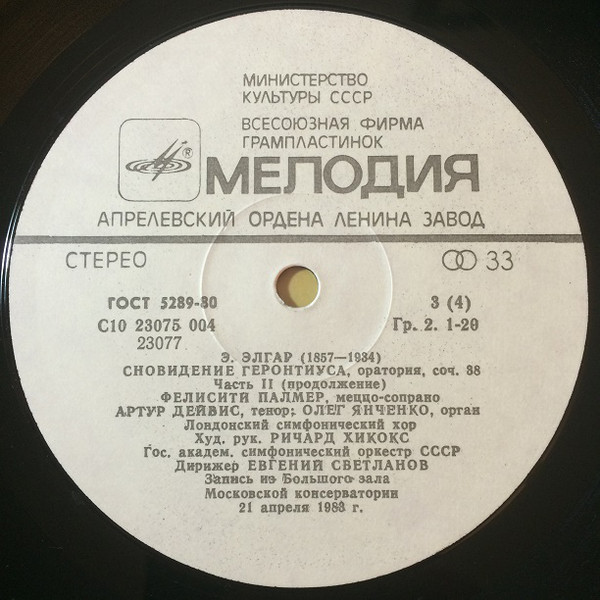 МИНИСТЕРСТВО
КУЛЬТУРЫ СССР
ВСЕСОЮЗНАЯ ФИРМА
ГРАМПЛАСТИНОК
®
МЕЛОДИЯ
АПРЕЛЕВСКИЙ ОРДЕНА ЛЕНИНА ЗАВОД
СТЕРЕО 33
ГОСТ 5289-80 3 (4)
С10 23075 004 Гр. 2. 1-20
23077
Э. ЭЛГАР (1857—1934)
СНОВИДЕНИЕ ГЕРОНТИУСА, оратория, соч. 38
Часть II (продолжение)
ФЕЛИСИТИ ПАЛМЕР, меццо-сопрано
АРТУР ДЕЙВИС, тенор; ОЛЕГ ЯНЧЕНКО, орган
Лондонский симфонический хор
Худ. рук. РИЧАРД ХИКОКС
Гос. академ. симфонический оркестр СССР
Дирижер ЕВГЕНИЙ СВЕТЛАНОВ
Запись из Большого зала
Московской консерватории
21 апреля 1983 г.